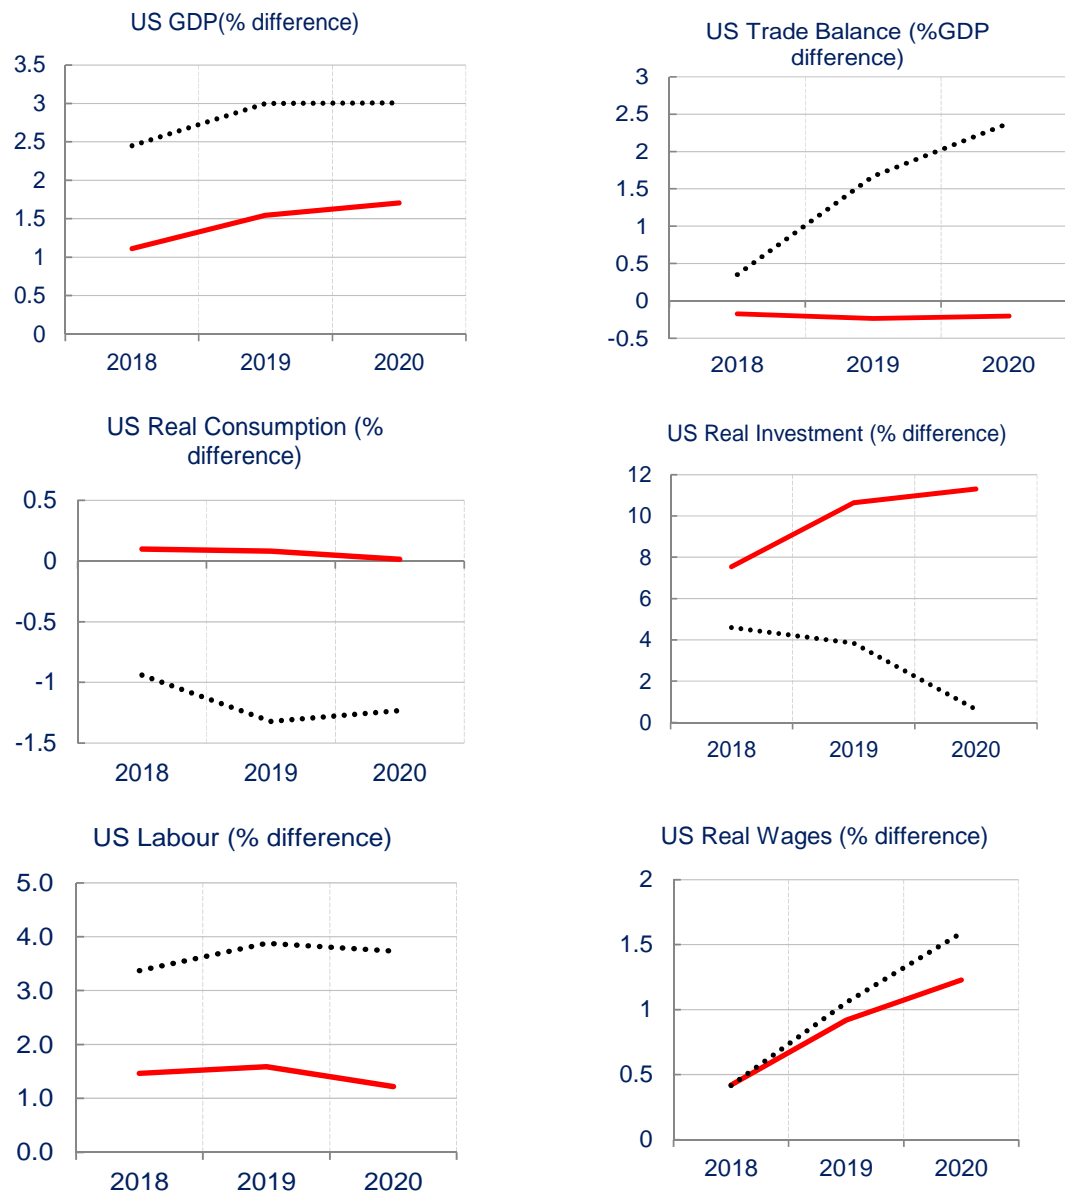 US GDP(% difference)
3.5
3
2.5
2
1.5
1
0.5
0
2018 2019 2020
US Trade Balance (%GDP
difference)
3
2.5
2
1.5
1
0.5
0
-0.5
2018 2019 2020
US Real Consumption (%
difference)
0.5
0
-0.5
-1
-1.5
2018 2019 2020
US Real Investment (% difference)
12
10
8
6
4
2
0
2018 2019 2020
US Labour (% difference)
5.0
4.0
3.0
2.0
1.0
0.0
2018 2019 2020
US Real Wages (% difference)
2
1.5
1
0.5
0
2018 2019 2020